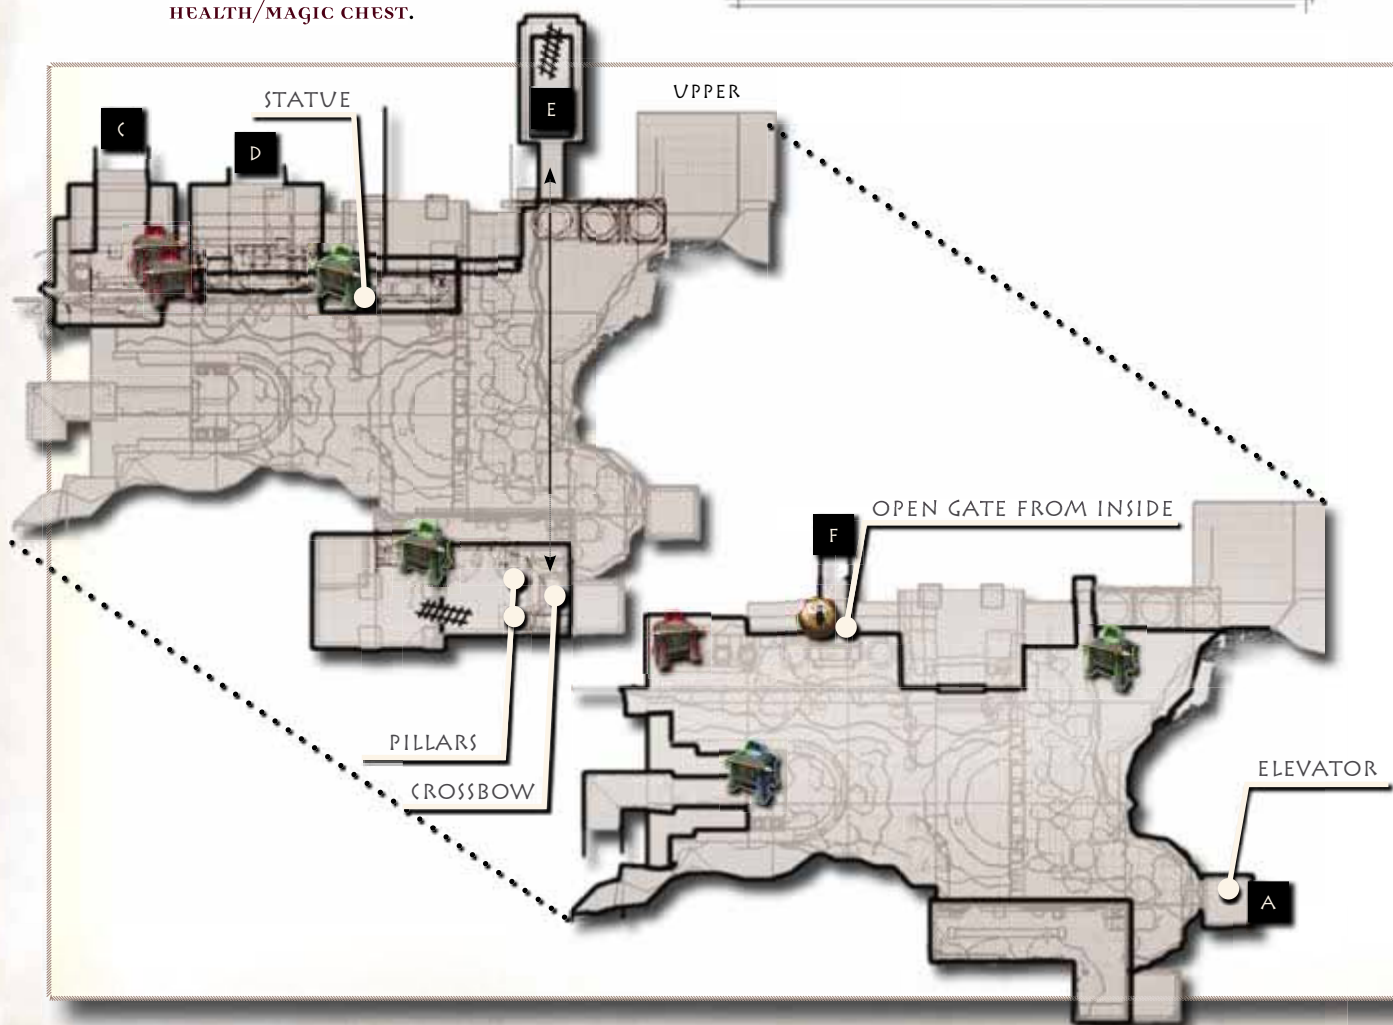 HEALTH/MAGIC CHEST.
E
UPPER
STATUE
C
D
OPEN GATE FROM INSIDE
F
PILLARS
ELEVATOR
CROSSBOW
A